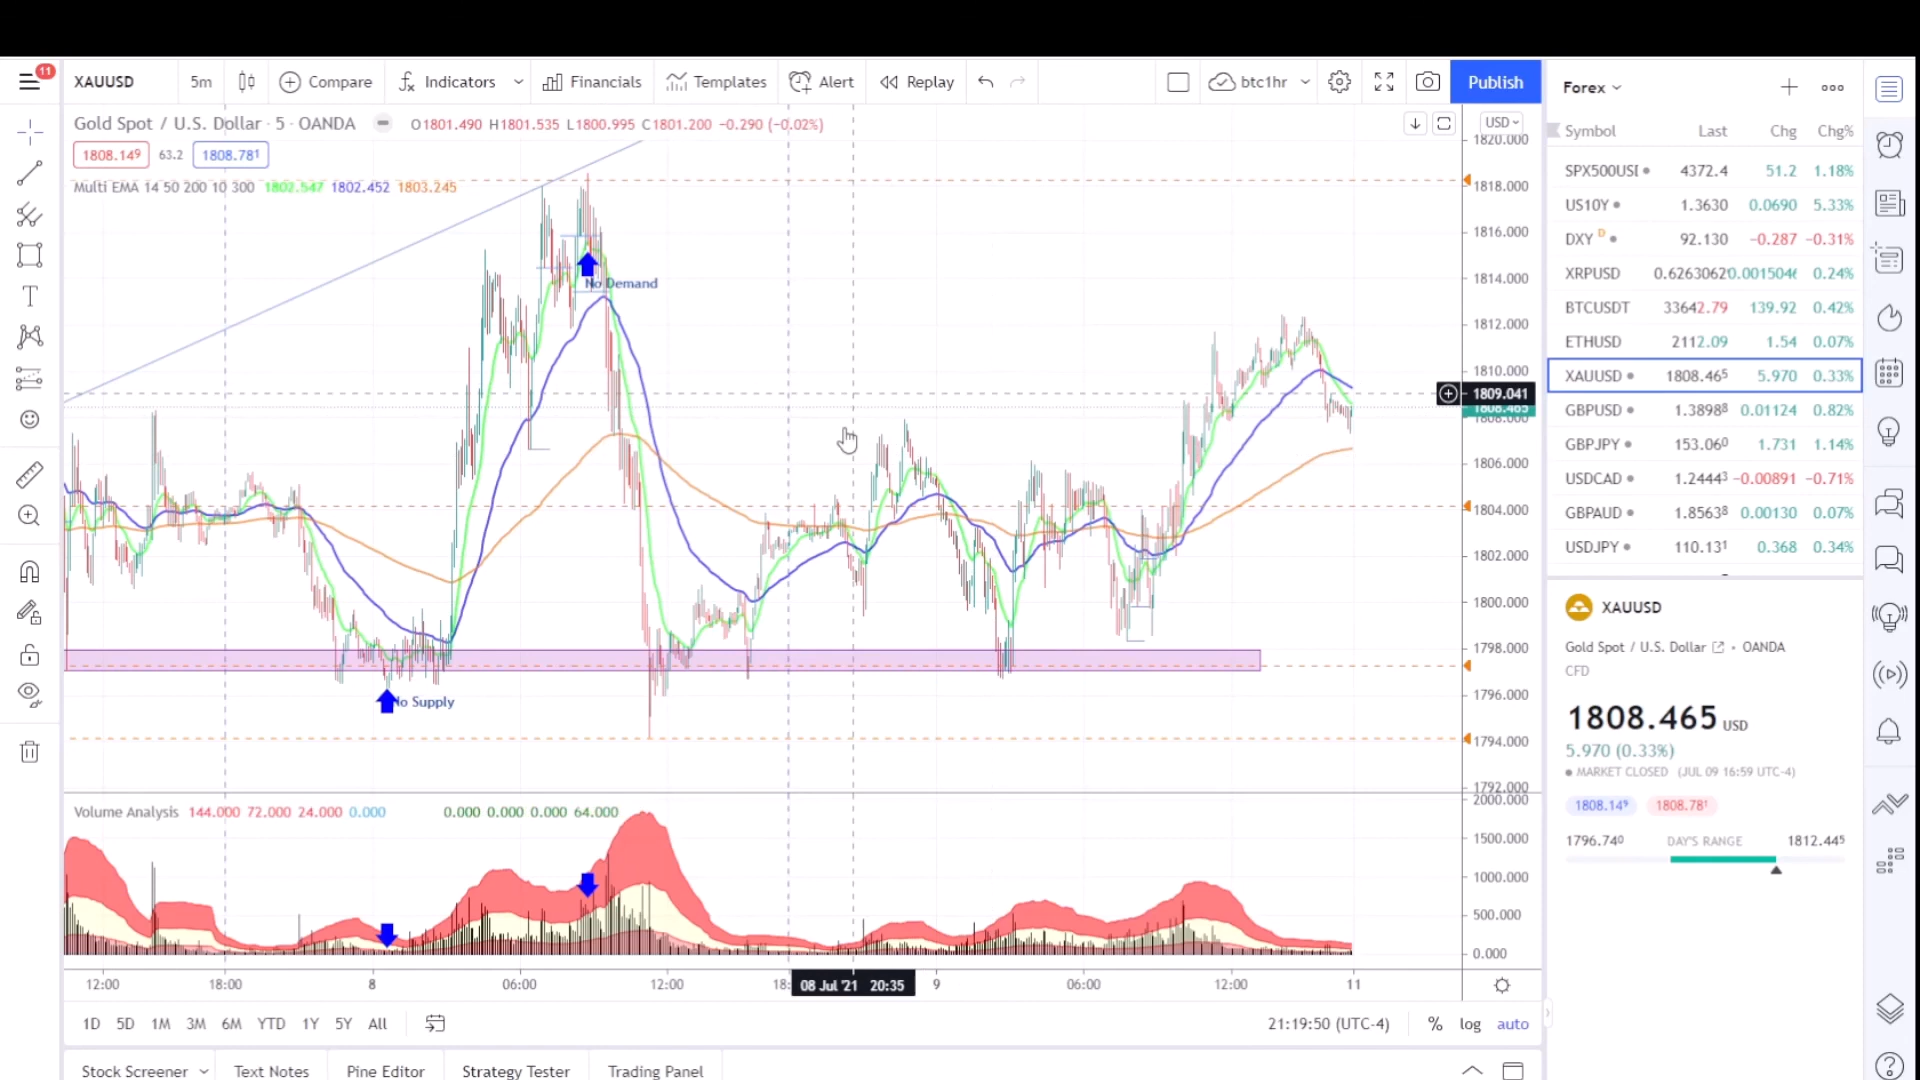 11
XAUUSD 5m Compare Indicators Financials Templates Alert Replay btc1hr Publish
Gold Spot / U.S. Dollar · 5 · OANDA O1801.490 H1801.535 L1800.995 C1801.200 −0.290 (−0.02%)
1808.149 63.2 1808.781
Multi EMA 14 50 200 10 300 1802.547 1802.452 1803.245
USD
1820.000
1818.000
1816.000
1814.000
1812.000
1810.000
1809.041
1808.465
1808.000
1806.000
1804.000
1802.000
1800.000
1798.000
1796.000
1794.000
1792.000
No Demand
No Supply
Volume Analysis 144.000 72.000 24.000 0.000 0.000 0.000 0.000 64.000
2000.000
1500.000
1000.000
500.000
0.000
12:00 18:00 8 06:00 12:00 18: 08 Jul '21 20:35 9 06:00 12:00 11
1D 5D 1M 3M 6M YTD 1Y 5Y All 21:19:50 (UTC-4) % log auto
Stock Screener Text Notes Pine Editor Strategy Tester Trading Panel
Forex
Symbol Last Chg Chg%
SPX500USD 4372.4 51.2 1.18%
US10Y 1.3630 0.0690 5.33%
DXY D 92.130 −0.287 −0.31%
XRPUSD 0.6263062 0.0015046 0.24%
BTCUSDT 33642.79 139.92 0.42%
ETHUSD 2112.09 1.54 0.07%
XAUUSD 1808.465 5.970 0.33%
GBPUSD 1.38988 0.01124 0.82%
GBPJPY 153.060 1.731 1.14%
USDCAD 1.24443 −0.00891 −0.71%
GBPAUD 1.85638 0.00130 0.07%
USDJPY 110.131 0.368 0.34%
XAUUSD
Gold Spot / U.S. Dollar • OANDA
CFD
1808.465 USD
5.970 (0.33%)
MARKET CLOSED (JUL 09 16:59 UTC-4)
1808.149 1808.781
1796.740 DAY'S RANGE 1812.445